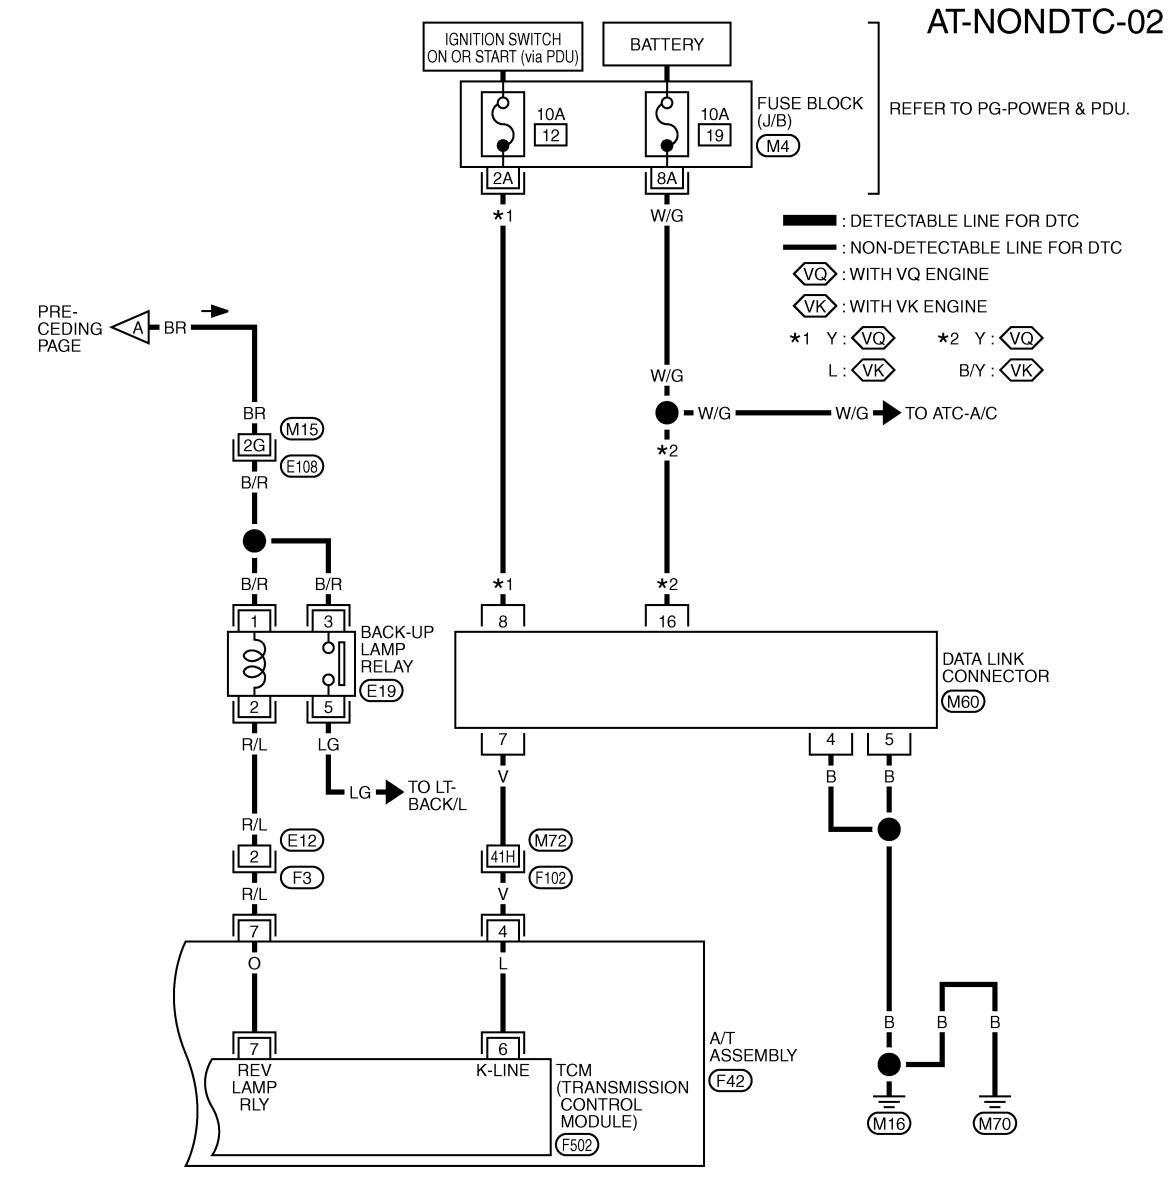 AT-NONDTC-02
IGNITION SWITCH
ON OR START (via PDU)
BATTERY
10A
12
10A
19
FUSE BLOCK
(J/B)
M4
REFER TO PG-POWER & PDU.
2A
8A
*1
W/G
: DETECTABLE LINE FOR DTC
: NON-DETECTABLE LINE FOR DTC
VQ : WITH VQ ENGINE
VK : WITH VK ENGINE
*1 Y : VQ
*2 Y : VQ
L : VK
B/Y : VK
PRE-
CEDING
PAGE
A
BR
W/G
W/G
W/G
TO ATC-A/C
BR
M15
2G
E108
B/R
*2
B/R
B/R
*1
*2
1
3
8
16
BACK-UP
LAMP
RELAY
E19
DATA LINK
CONNECTOR
M60
2
5
7
4
5
R/L
LG
V
B
B
LG
TO LT-
BACK/L
R/L
E12
2
F3
R/L
M72
41H
F102
V
7
4
O
L
B
B
B
7
6
REV
LAMP
RLY
K-LINE
TCM
(TRANSMISSION
CONTROL
MODULE)
F502
A/T
ASSEMBLY
F42
M16
M70